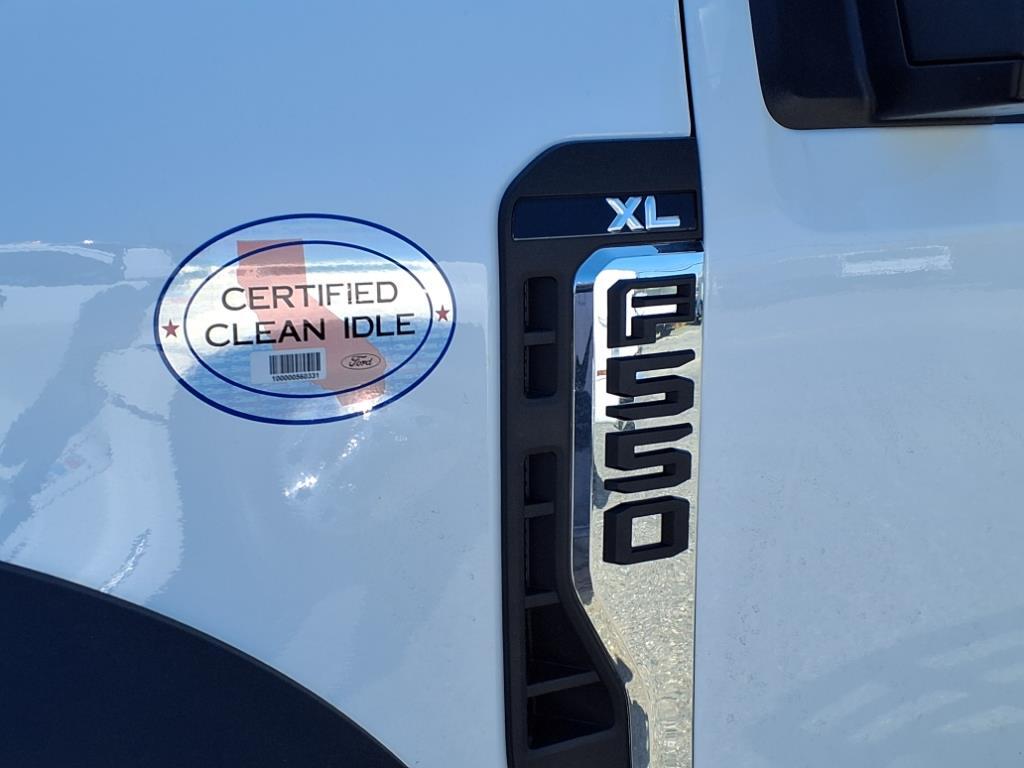 CERTIFIED
CLEAN IDLE
Ford
100000560331
XL
F550